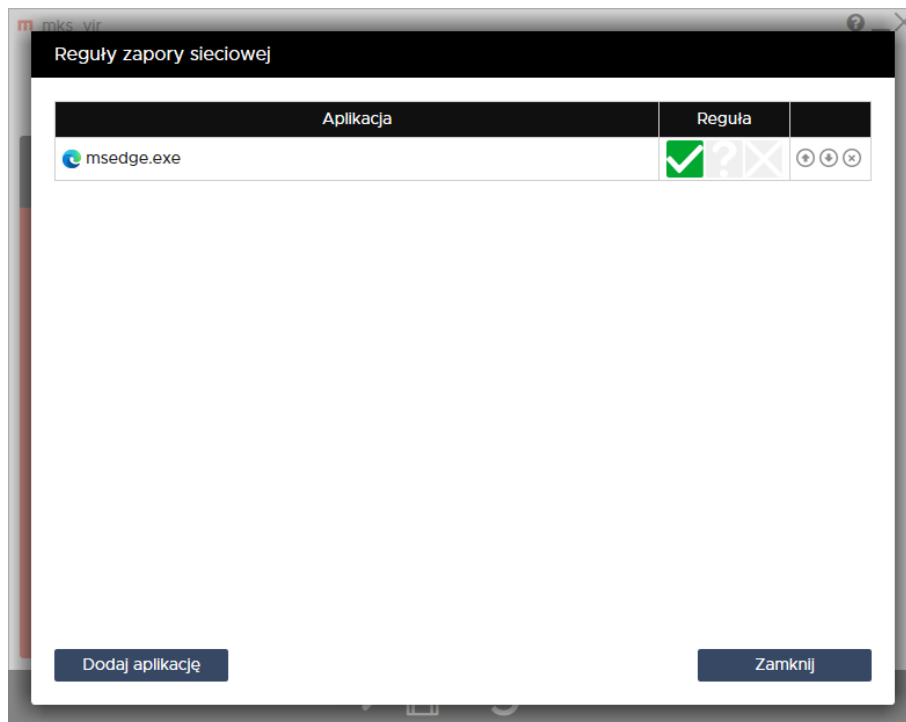 mks_vir
Reguły zapory sieciowej
Aplikacja Reguła
msedge.exe
Dodaj aplikację Zamknij